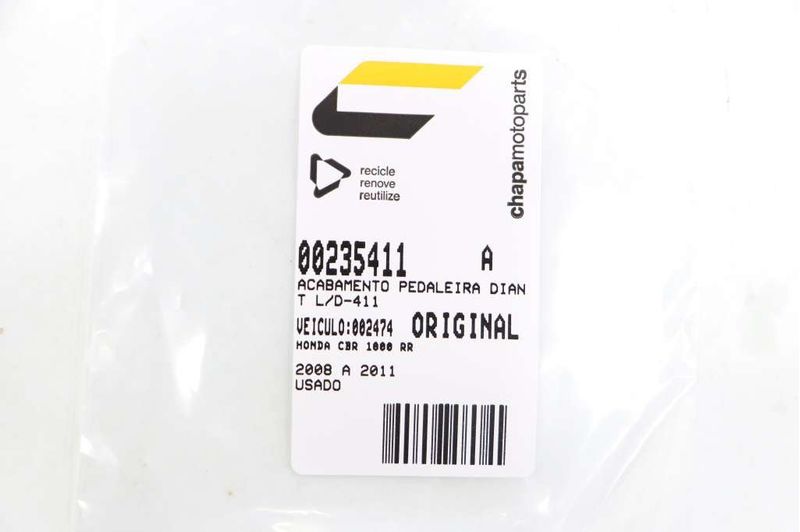 chapamotoparts
recicle
renove
reutilize
00235411 A
ACABAMENTO PEDALEIRA DIAN
T L/D-411
VEICULO:002474 ORIGINAL
HONDA CBR 1000 RR
2008 A 2011
USADO